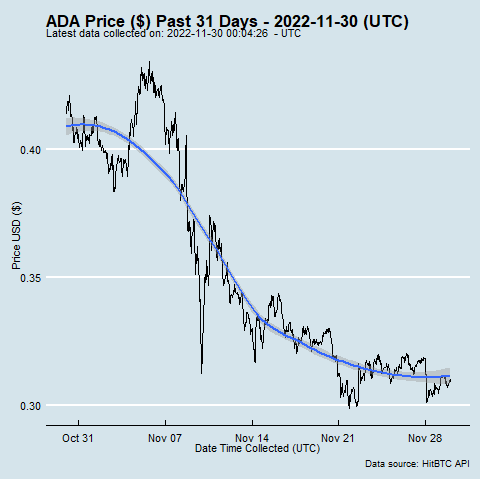 ADA Price ($) Past 31 Days - 2022-11-30 (UTC)
Latest data collected on: 2022-11-30 00:04:26 - UTC
0.40
0.35
0.30
Price USD ($)
Oct 31 Nov 07 Nov 14 Nov 21 Nov 28
Date Time Collected (UTC)
Data source: HitBTC API